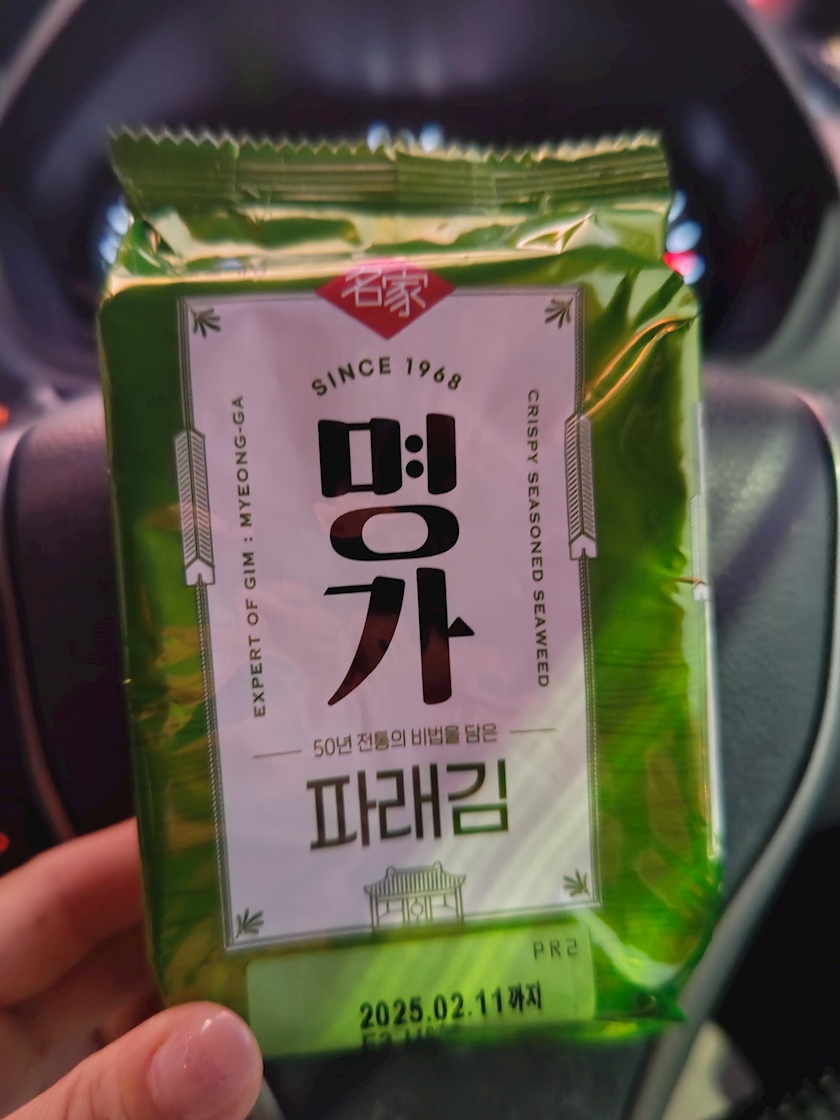 名家
SINCE 1968
EXPERT OF GIM : MYEONG-GA
명가
CRISPY SEASONED SEAWEED
50년 전통의 비법을 담은
파래김
PR2
2025.02.11까지